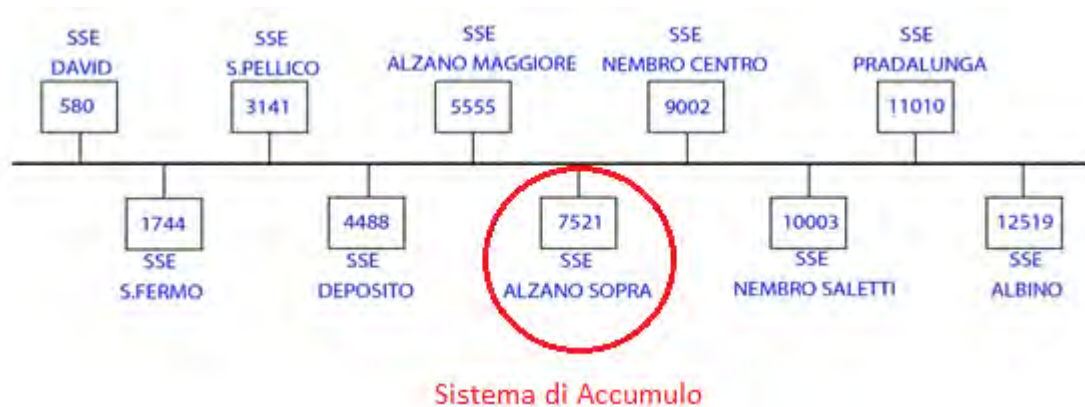 SSE
DAVID
580
SSE
S.PELLICO
3141
SSE
ALZANO MAGGIORE
5555
SSE
NEMBRO CENTRO
9002
SSE
PRADALUNGA
11010
1744
SSE
S.FERMO
4488
SSE
DEPOSITO
7521
SSE
ALZANO SOPRA
10003
SSE
NEMBRO SALETTI
12519
SSE
ALBINO
Sistema di Accumulo